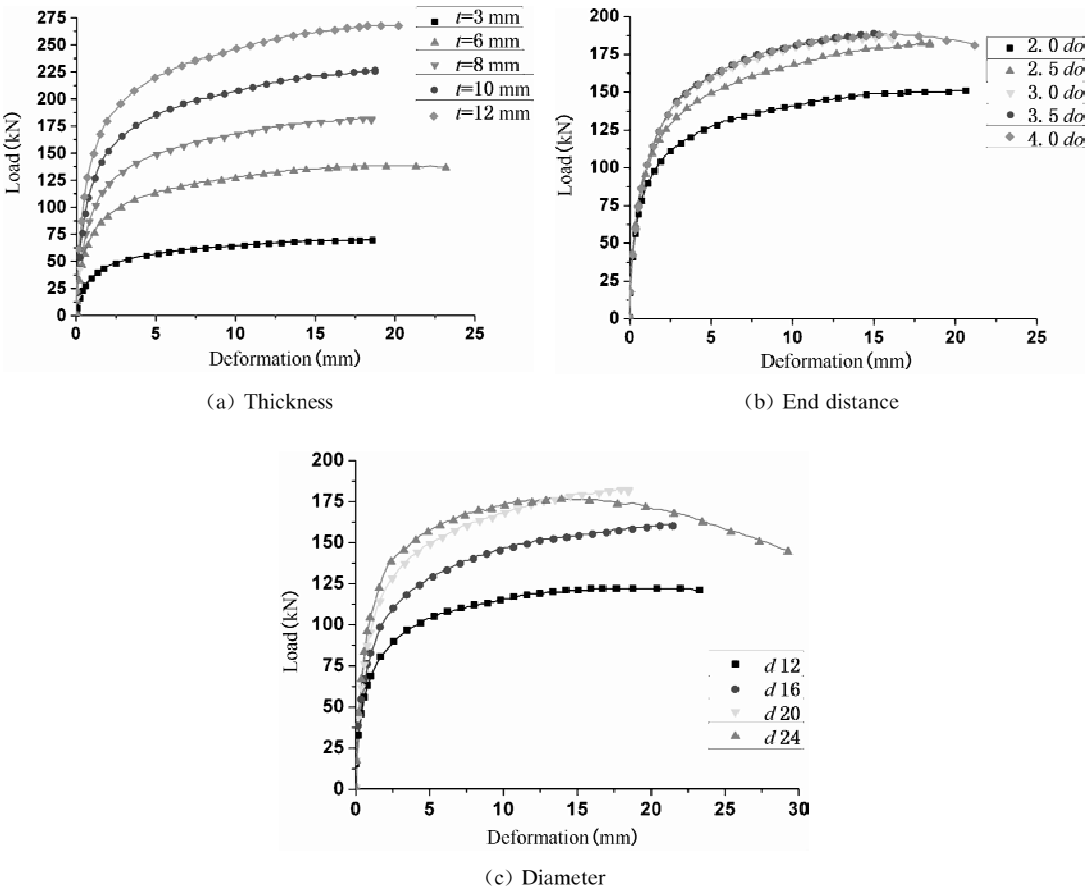 275
250
225
200
175
150
125
100
75
50
25
0
Load(kN)
0 5 10 15 20 25
Deformation(mm)
t=3 mm
t=6 mm
t=8 mm
t=10 mm
t=12 mm
(a) Thickness
200
175
150
125
100
75
50
25
0
Load(kN)
0 5 10 15 20 25
Deformation(mm)
2.0 do
2.5 do
3.0 do
3.5 do
4.0 do
(b) End distance
200
175
150
125
100
75
50
25
0
Load(kN)
0 5 10 15 20 25 30
Deformation(mm)
d 12
d 16
d 20
d 24
(c) Diameter